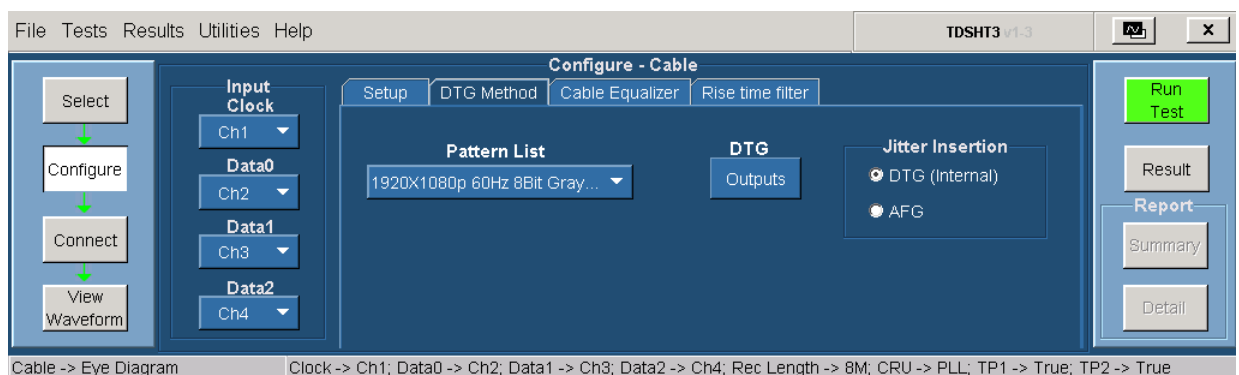 File Tests Results Utilities Help
TDSHT3 v1-3
x
Select
Configure
Connect
View
Waveform
Input
Clock
Ch1
Data0
Ch2
Data1
Ch3
Data2
Ch4
Configure - Cable
Setup DTG Method Cable Equalizer Rise time filter
Pattern List
1920X1080p 60Hz 8Bit Gray...
DTG
Outputs
Jitter Insertion
DTG (Internal)
AFG
Run
Test
Result
Report
Summary
Detail
Cable -> Eye Diagram
Clock -> Ch1; Data0 -> Ch2; Data1 -> Ch3; Data2 -> Ch4; Rec Length -> 8M; CRU -> PLL; TP1 -> True; TP2 -> True